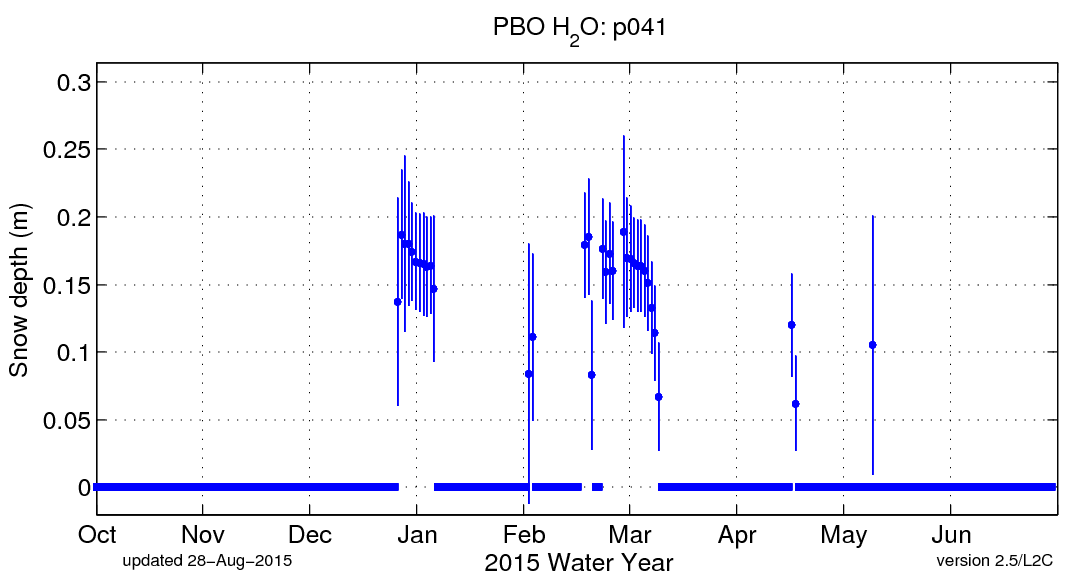 PBO H2O: p041
0.3
0.25
0.2
0.15
0.1
0.05
0
Snow depth (m)
Oct Nov Dec Jan Feb Mar Apr May Jun
updated 28−Aug−2015 2015 Water Year version 2.5/L2C